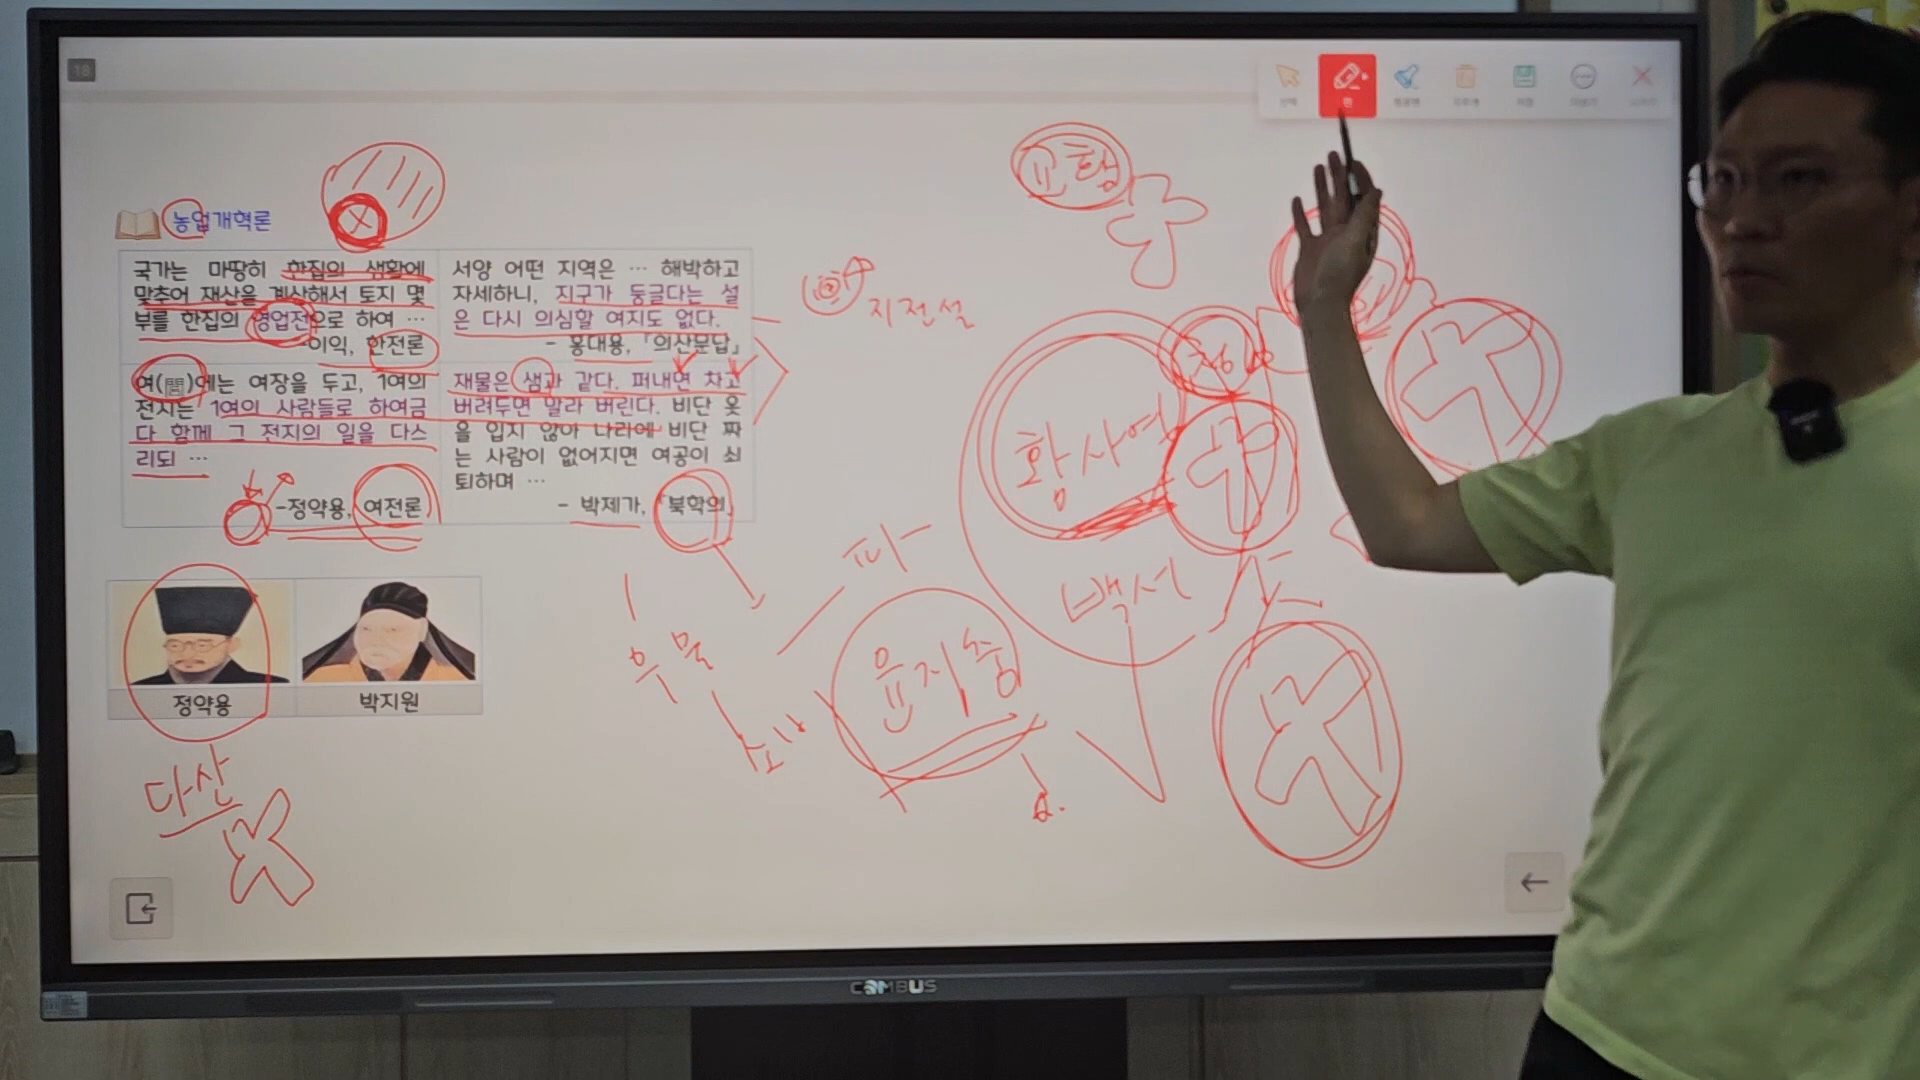 18
펜
농업개혁론
국가는 마땅히 한집의 생활에
맞추어 재산을 계산해서 토지 몇
부를 한집의 영업전으로 하여 …
-이익, 한전론
서양 어떤 지역은 … 해박하고
자세하니, 지구가 둥글다는 설
은 다시 의심할 여지도 없다.
- 홍대용, 「의산문답」
여(閭)에는 여장을 두고, 1여의
전지는 1여의 사람들로 하여금
다 함께 그 전지의 일을 다스
리되 …
-정약용, 여전론
재물은 샘과 같다. 퍼내면 차고
버려두면 말라 버린다. 비단 옷
을 입지 않아 나라에 비단 짜
는 사람이 없어지면 여공이 쇠
퇴하며 …
- 박제가, 「북학의」
정약용
박지원
다산
지전설
우물
윤지충
황사영
백서
청
COMBUS